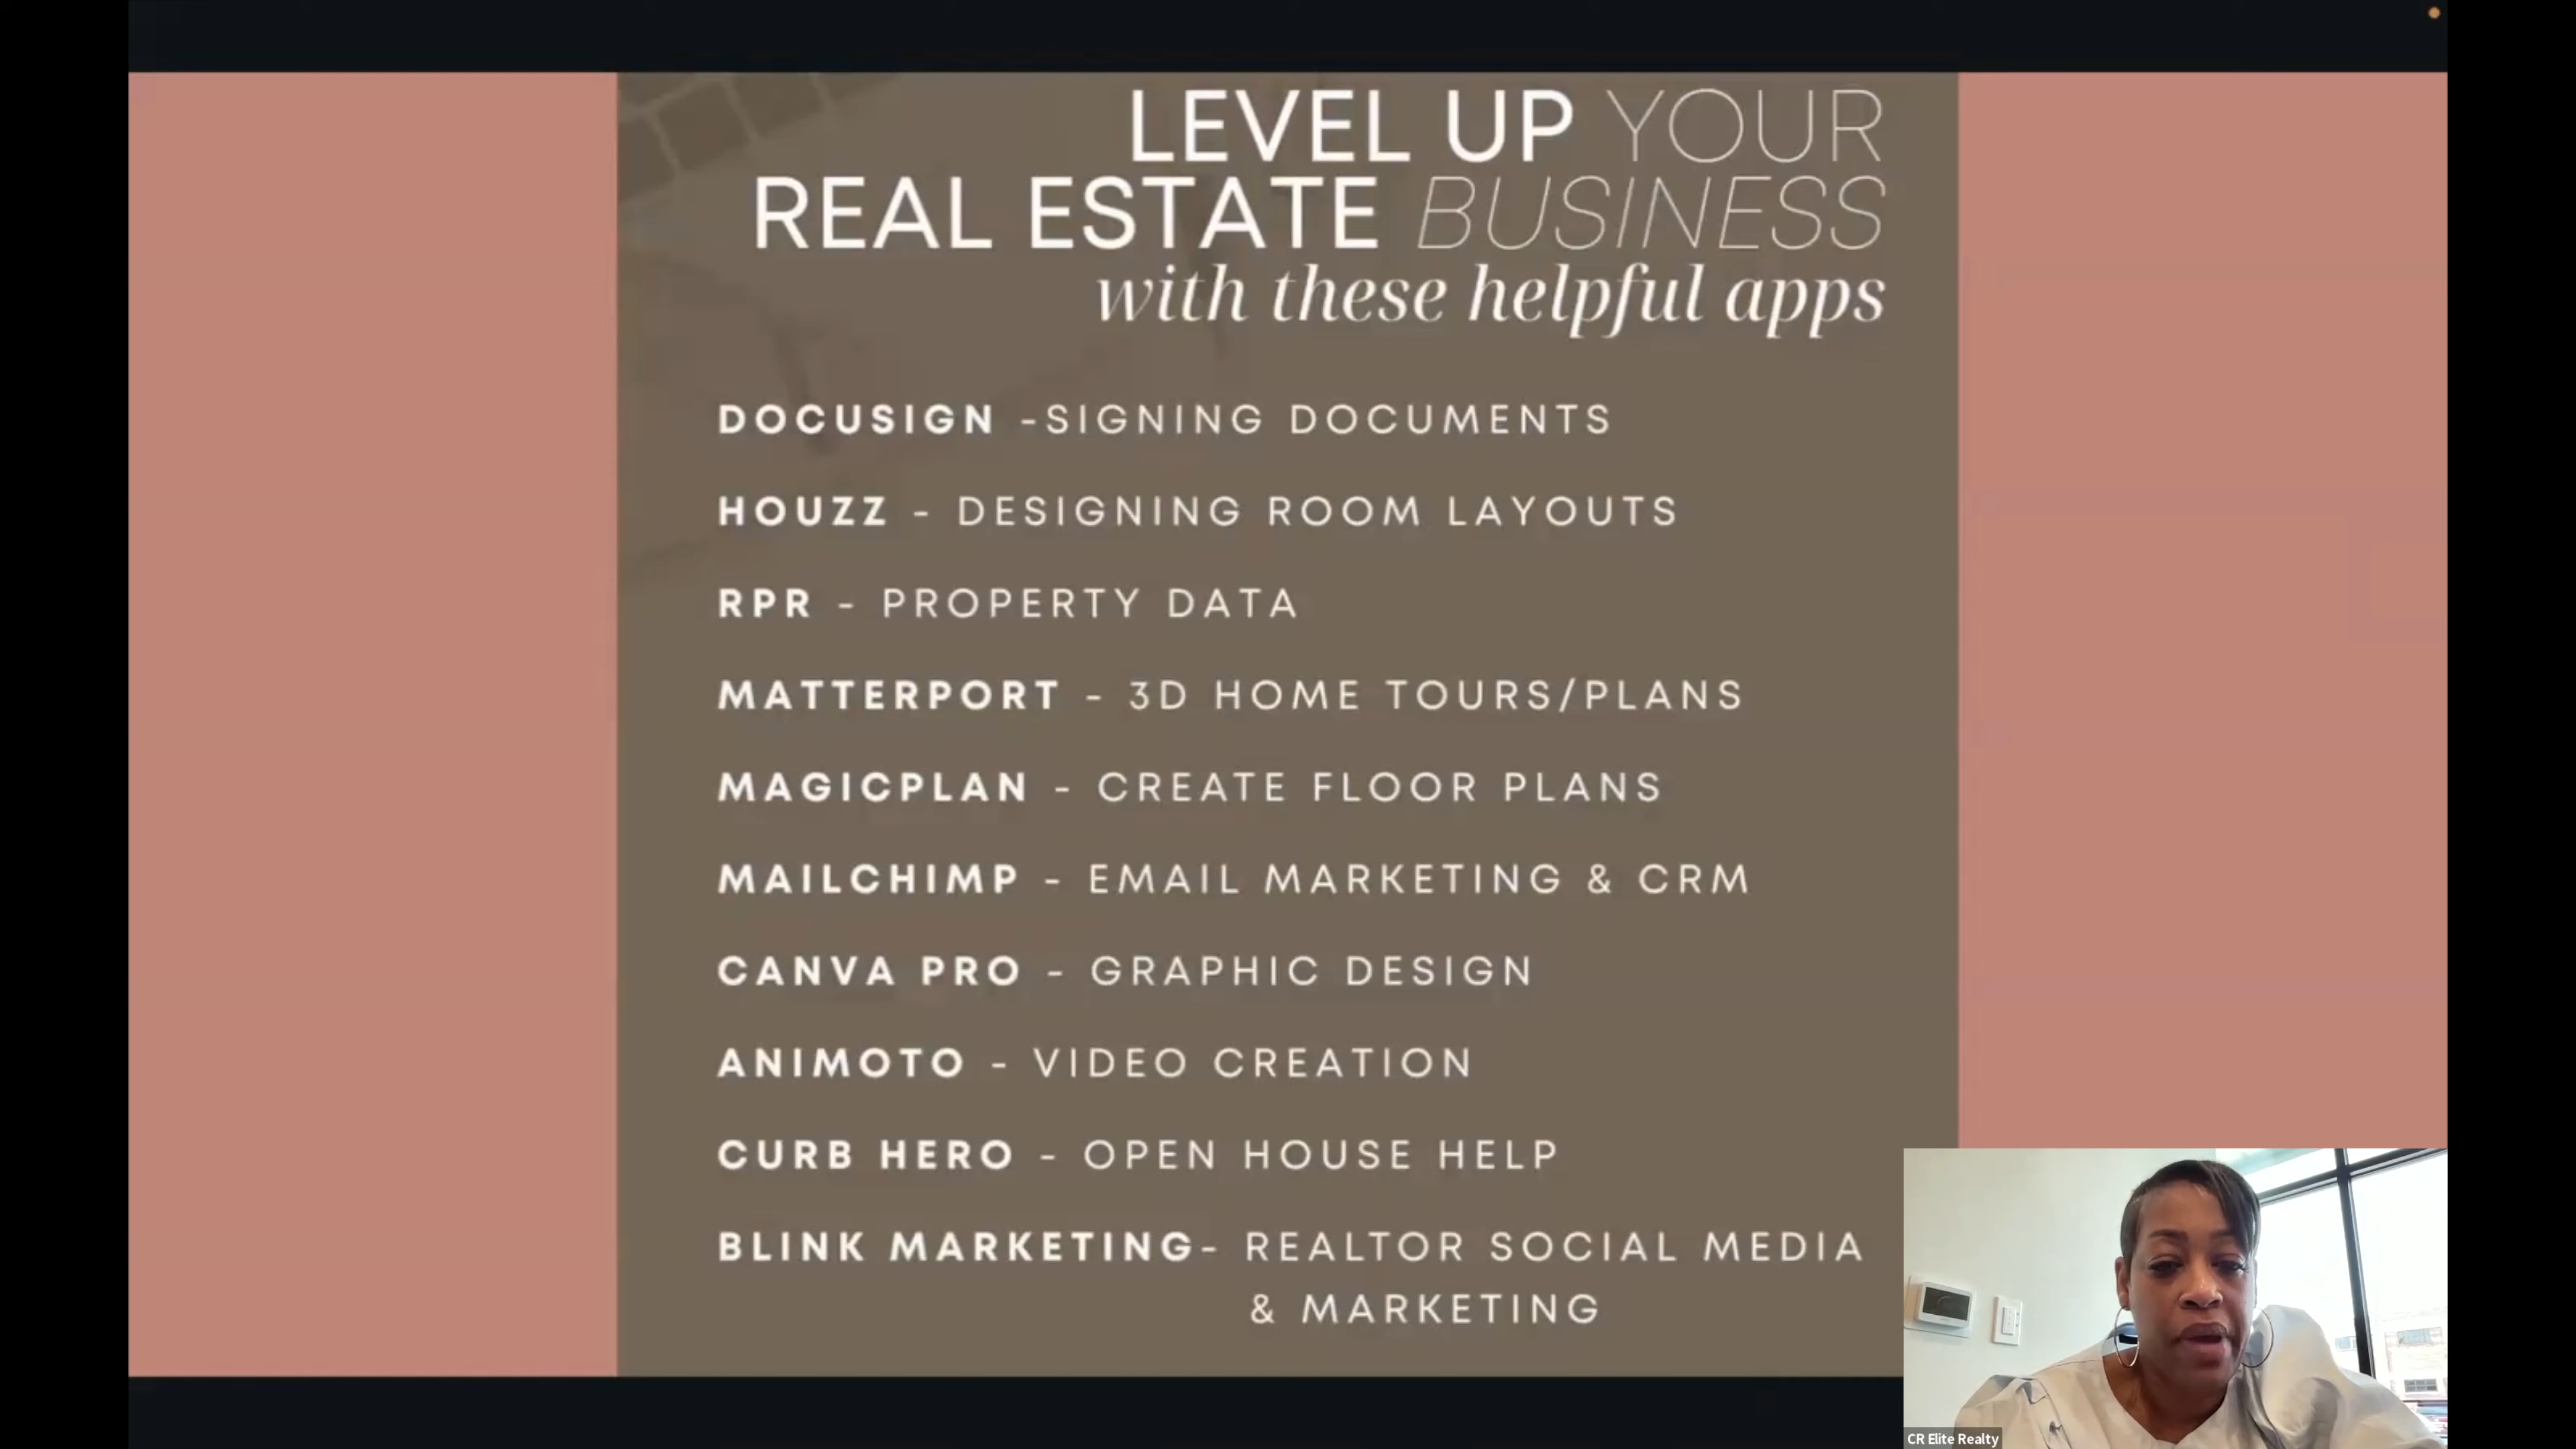 LEVEL UP YOUR
REAL ESTATE BUSINESS
with these helpful apps
DOCUSIGN -SIGNING DOCUMENTS
HOUZZ - DESIGNING ROOM LAYOUTS
RPR - PROPERTY DATA
MATTERPORT - 3D HOME TOURS/PLANS
MAGICPLAN - CREATE FLOOR PLANS
MAILCHIMP - EMAIL MARKETING & CRM
CANVA PRO - GRAPHIC DESIGN
ANIMOTO - VIDEO CREATION
CURB HERO - OPEN HOUSE HELP
BLINK MARKETING- REALTOR SOCIAL MEDIA
& MARKETING
CR Elite Realty